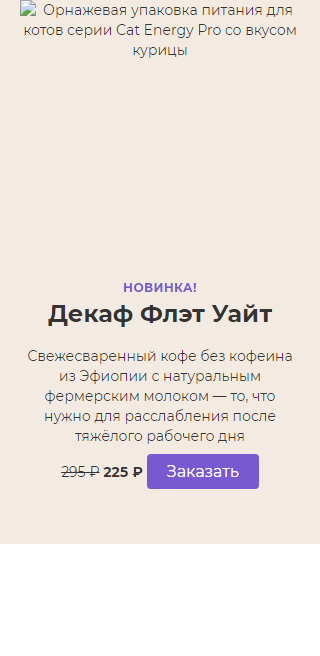 Орнажевая упаковка питания для
котов серии Cat Energy Pro со вкусом
курицы
НОВИНКА!
Декаф Флэт Уайт
Свежесваренный кофе без кофеина
из Эфиопии с натуральным
фермерским молоком — то, что
нужно для расслабления после
тяжёлого рабочего дня
295 ₽ 225 ₽ Заказать